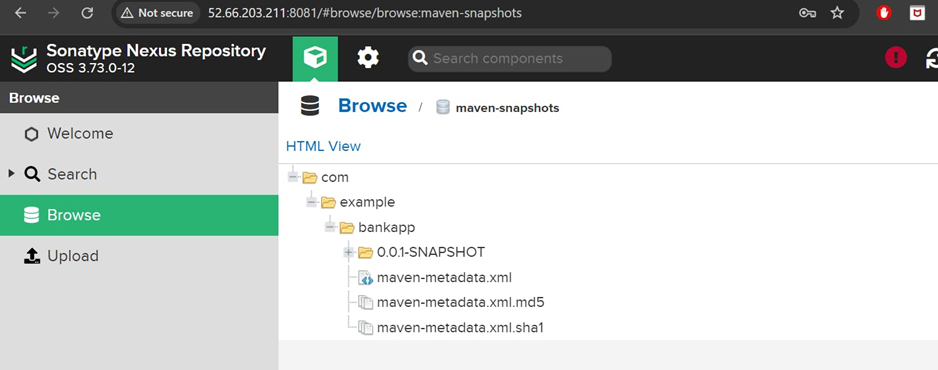 Not secure 52.66.203.211:8081/#browse/browse:maven-snapshots
Sonatype Nexus Repository
OSS 3.73.0-12
Search components
Browse
Browse / maven-snapshots
Welcome
HTML View
Search
com
example
Browse
bankapp
0.0.1-SNAPSHOT
Upload
maven-metadata.xml
maven-metadata.xml.md5
maven-metadata.xml.sha1